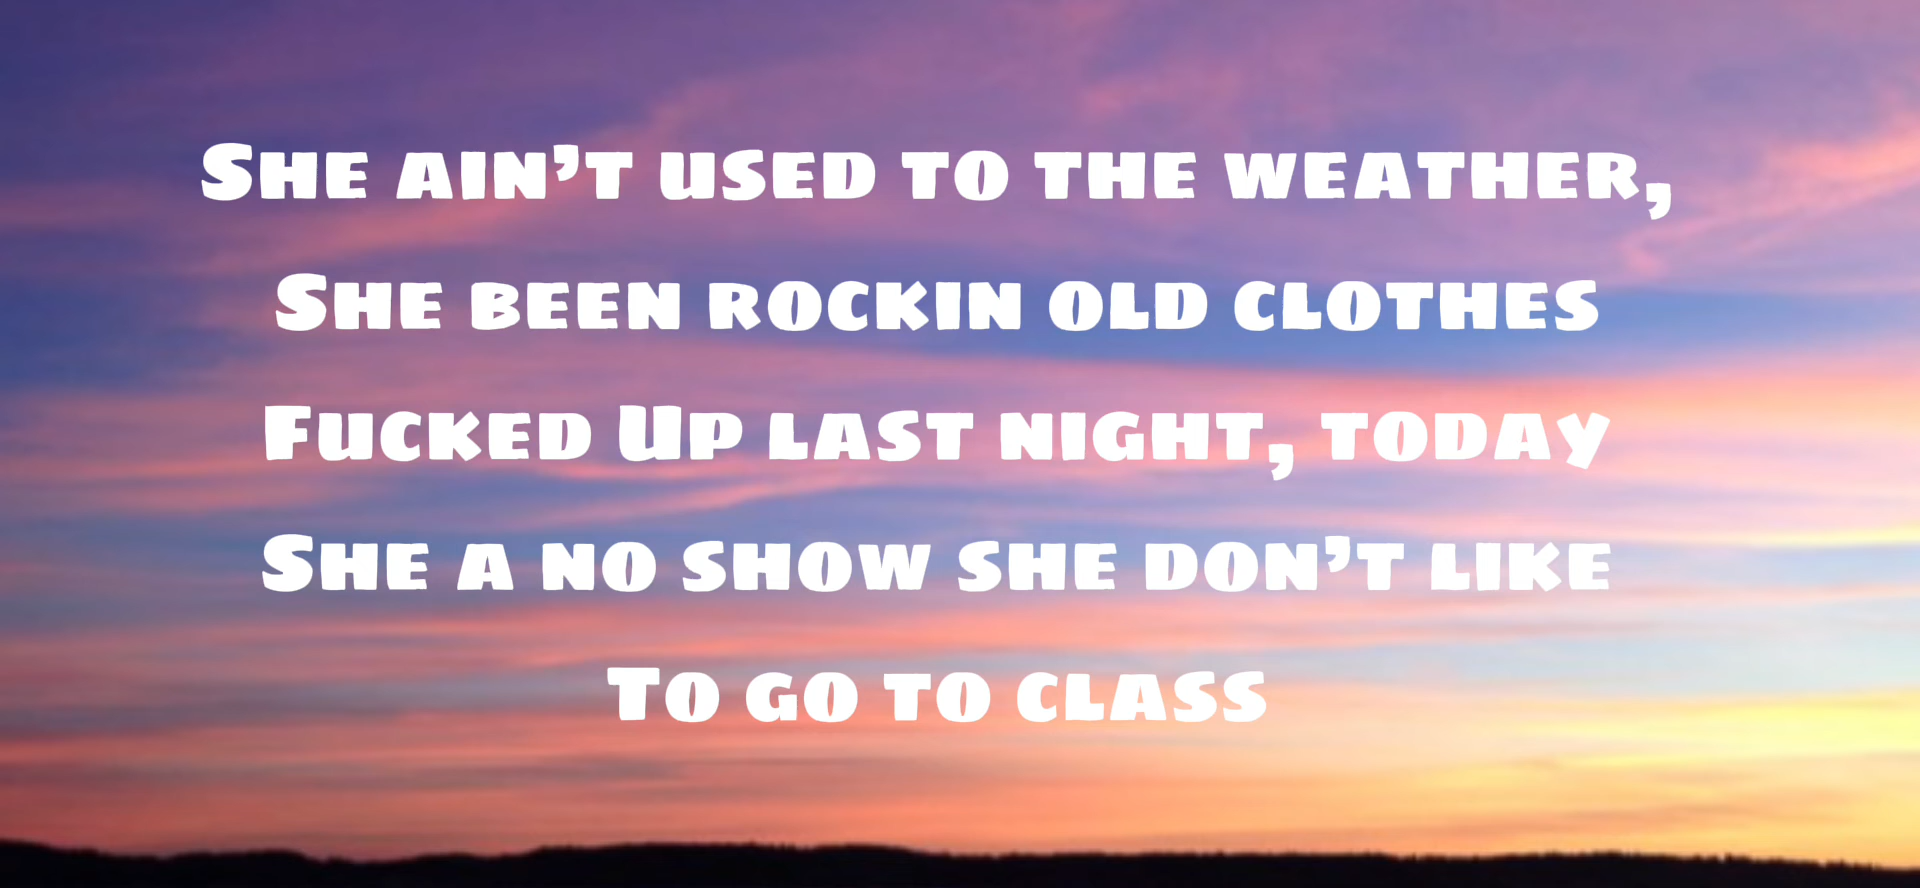 She ain’t used to the weather,
She been rockin old clothes
Fucked Up last night, today
She a no show she don’t like
To go to class